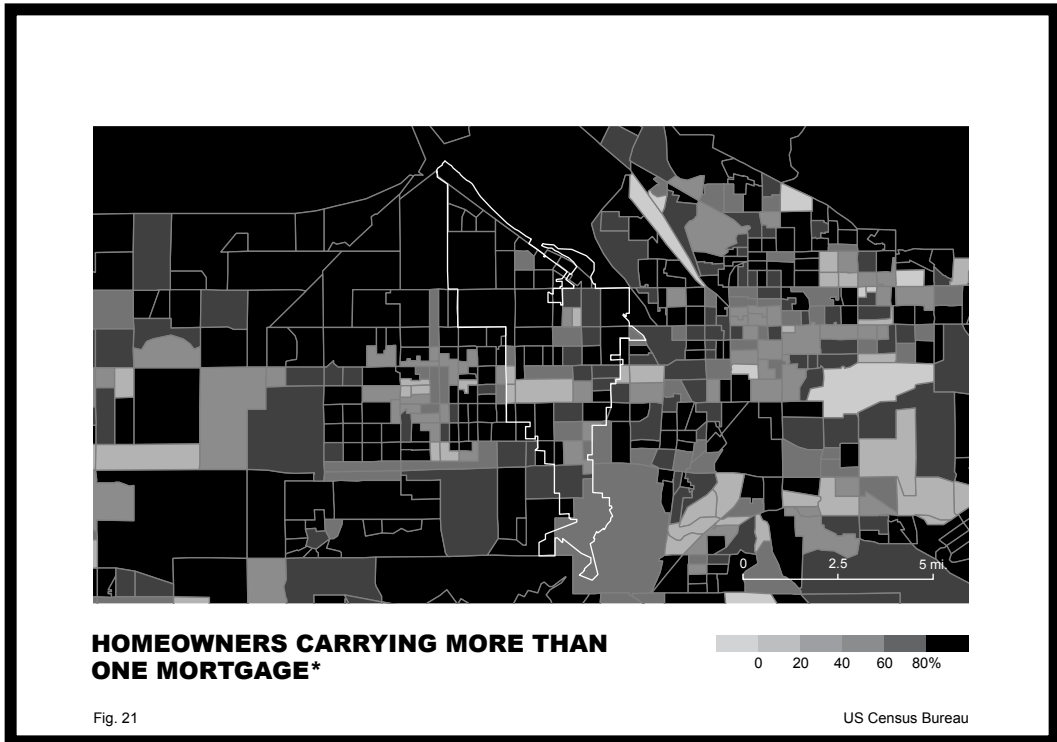 0 2.5 5 mi.
HOMEOWNERS CARRYING MORE THAN
ONE MORTGAGE*
0 20 40 60 80%
Fig. 21
US Census Bureau